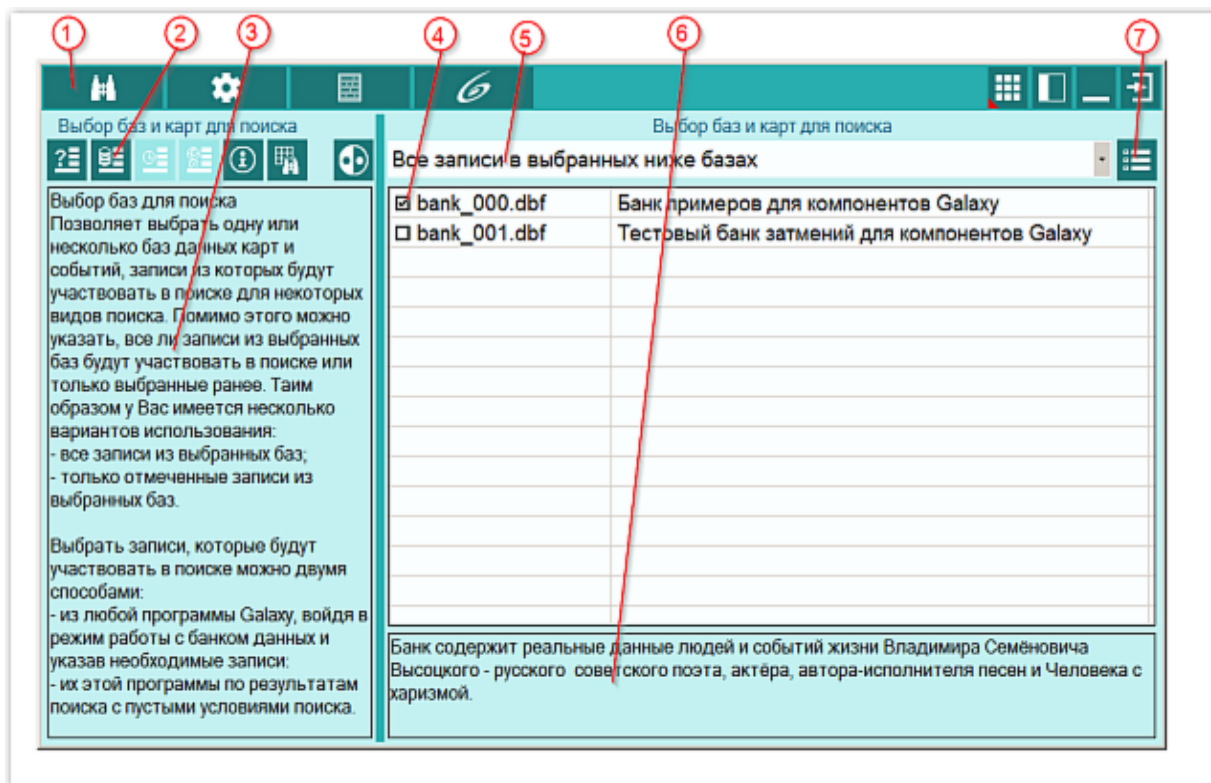 1 2 3 4 5 6 7
Выбор баз и карт для поиска
Выбор баз для поиска
Позволяет выбрать одну или
несколько баз данных карт и
событий, записи из которых будут
участвовать в поиске для некоторых
видов поиска. Помимо этого можно
указать, все ли записи из выбранных
баз будут участвовать в поиске или
только выбранные ранее. Таим
образом у Вас имеется несколько
вариантов использования:
- все записи из выбранных баз;
- только отмеченные записи из
выбранных баз.
Выбрать записи, которые будут
участвовать в поиске можно двумя
способами:
- из любой программы Galaxy, войдя в
режим работы с банком данных и
указав необходимые записи:
- их этой программы по результатам
поиска с пустыми условиями поиска.
Выбор баз и карт для поиска
Все записи в выбранных ниже базах
bank_000.dbf Банк примеров для компонентов Galaxy
bank_001.dbf Тестовый банк затмений для компонентов Galaxy
Банк содержит реальные данные людей и событий жизни Владимира Семёновича
Высоцкого - русского советского поэта, актёра, автора-исполнителя песен и Человека с
харизмой.